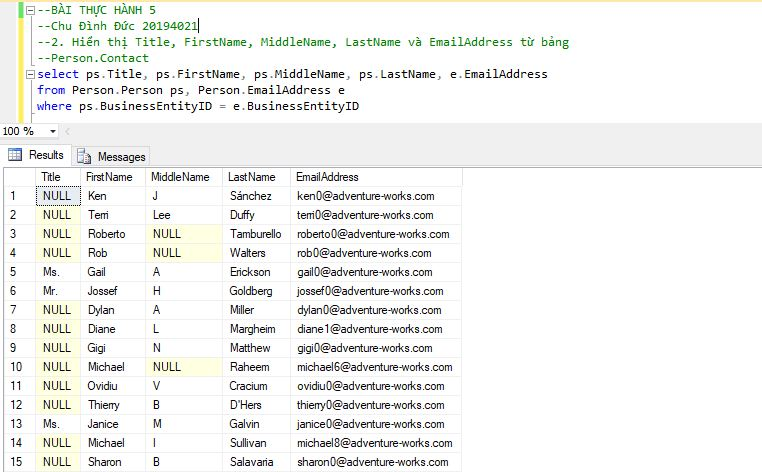 --BÀI THỰC HÀNH 5
--Chu Đình Đức 20194021
--2. Hiển thị Title, FirstName, MiddleName, LastName và EmailAddress từ bảng
--Person.Contact
select ps.Title, ps.FirstName, ps.MiddleName, ps.LastName, e.EmailAddress
from Person.Person ps, Person.EmailAddress e
where ps.BusinessEntityID = e.BusinessEntityID
100 %
Results Messages
Title FirstName MiddleName LastName EmailAddress
1 NULL Ken J Sánchez ken0@adventure-works.com
2 NULL Terri Lee Duffy terri0@adventure-works.com
3 NULL Roberto NULL Tamburello roberto0@adventure-works.com
4 NULL Rob NULL Walters rob0@adventure-works.com
5 Ms. Gail A Erickson gail0@adventure-works.com
6 Mr. Jossef H Goldberg jossef0@adventure-works.com
7 NULL Dylan A Miller dylan0@adventure-works.com
8 NULL Diane L Margheim diane1@adventure-works.com
9 NULL Gigi N Matthew gigi0@adventure-works.com
10 NULL Michael NULL Raheem michael6@adventure-works.com
11 NULL Ovidiu V Cracium ovidiu0@adventure-works.com
12 NULL Thierry B D'Hers thierry0@adventure-works.com
13 Ms. Janice M Galvin janice0@adventure-works.com
14 NULL Michael I Sullivan michael8@adventure-works.com
15 NULL Sharon B Salavaria sharon0@adventure-works.com